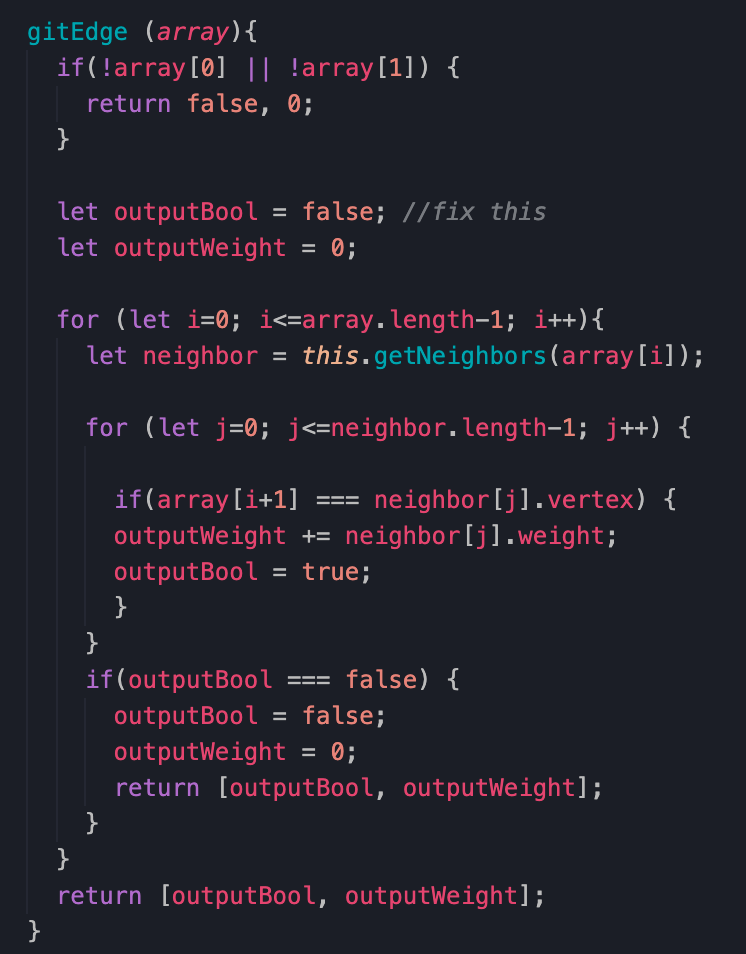 gitEdge (array){
if(!array[0] || !array[1]) {
return false, 0;
}
let outputBool = false; //fix this
let outputWeight = 0;
for (let i=0; i<=array.length-1; i++){
let neighbor = this.getNeighbors(array[i]);
for (let j=0; j<=neighbor.length-1; j++) {
if(array[i+1] === neighbor[j].vertex) {
outputWeight += neighbor[j].weight;
outputBool = true;
}
}
if(outputBool === false) {
outputBool = false;
outputWeight = 0;
return [outputBool, outputWeight];
}
}
return [outputBool, outputWeight];
}